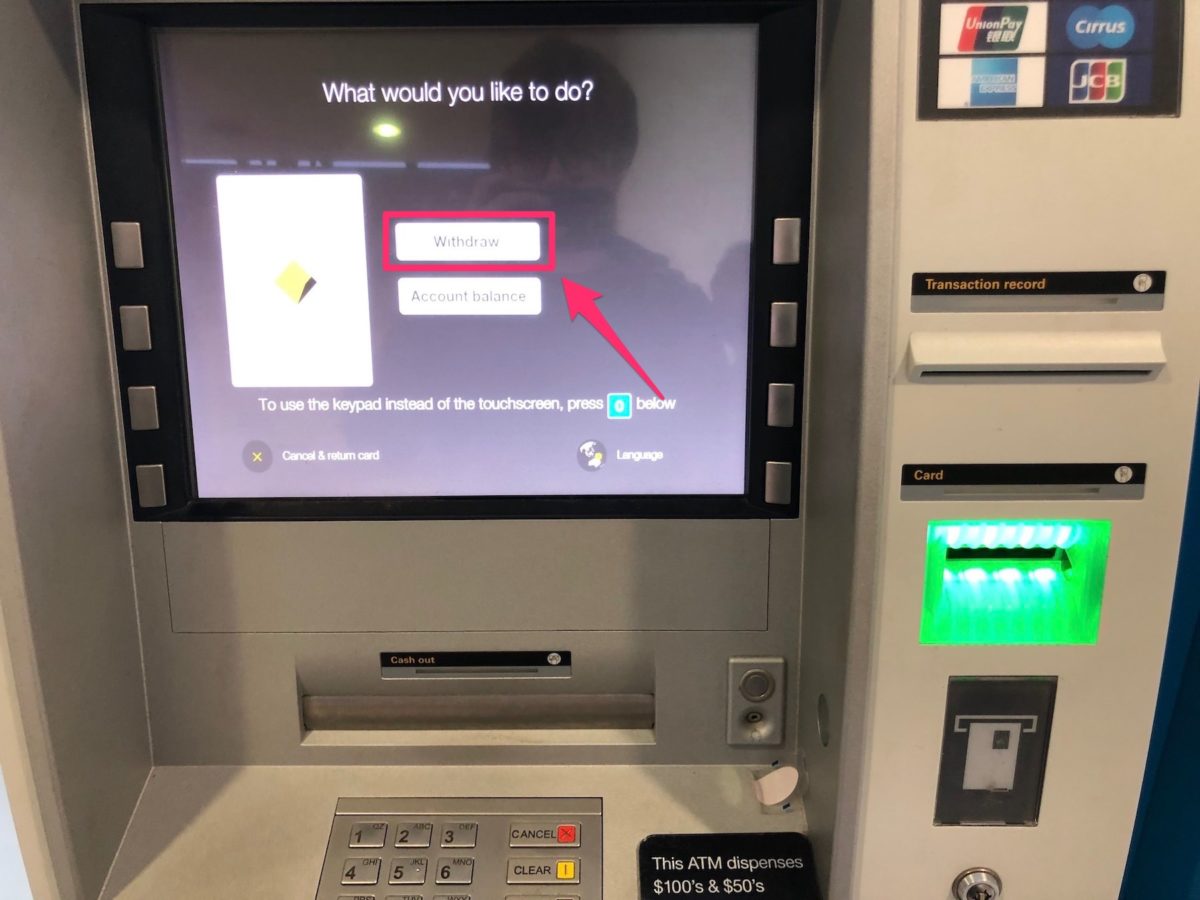 What would you like to do?
Withdraw
Account balance
To use the keypad instead of the touchscreen, press 0 below
Cancel & return card
Language
UnionPay
银联
Cirrus
AMERICAN
EXPRESS
JCB
Transaction record
Card
Cash out
1 QZ 2 ABC 3 DEF CANCEL
4 GHI 5 JKL 6 MNO CLEAR
This ATM dispenses
$100's & $50's